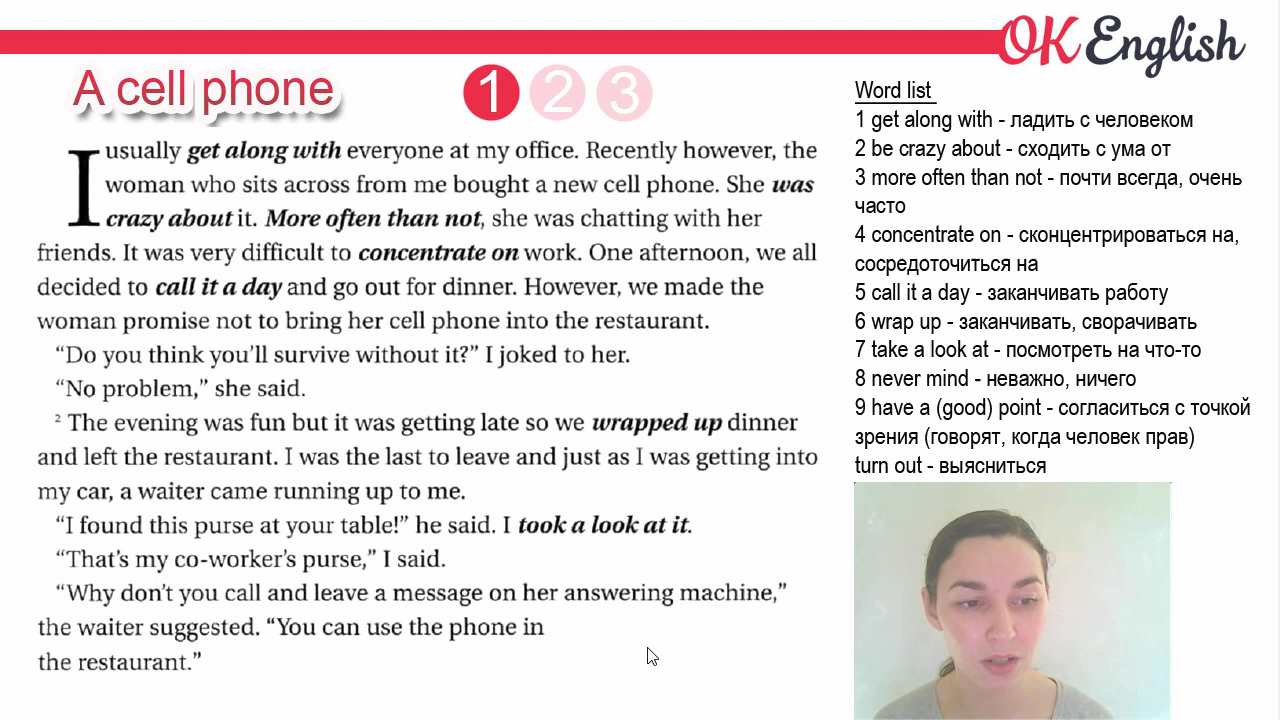 OK English
A cell phone
1 2 3
I usually get along with everyone at my office. Recently however, the
woman who sits across from me bought a new cell phone. She was
crazy about it. More often than not, she was chatting with her
friends. It was very difficult to concentrate on work. One afternoon, we all
decided to call it a day and go out for dinner. However, we made the
woman promise not to bring her cell phone into the restaurant.
“Do you think you’ll survive without it?” I joked to her.
“No problem,” she said.
² The evening was fun but it was getting late so we wrapped up dinner
and left the restaurant. I was the last to leave and just as I was getting into
my car, a waiter came running up to me.
“I found this purse at your table!” he said. I took a look at it.
“That’s my co-worker’s purse,” I said.
“Why don’t you call and leave a message on her answering machine,”
the waiter suggested. “You can use the phone in
the restaurant.”
Word list
1 get along with - ладить с человеком
2 be crazy about - сходить с ума от
3 more often than not - почти всегда, очень
часто
4 concentrate on - сконцентрироваться на,
сосредоточиться на
5 call it a day - заканчивать работу
6 wrap up - заканчивать, сворачивать
7 take a look at - посмотреть на что-то
8 never mind - неважно, ничего
9 have a (good) point - согласиться с точкой
зрения (говорят, когда человек прав)
turn out - выясниться